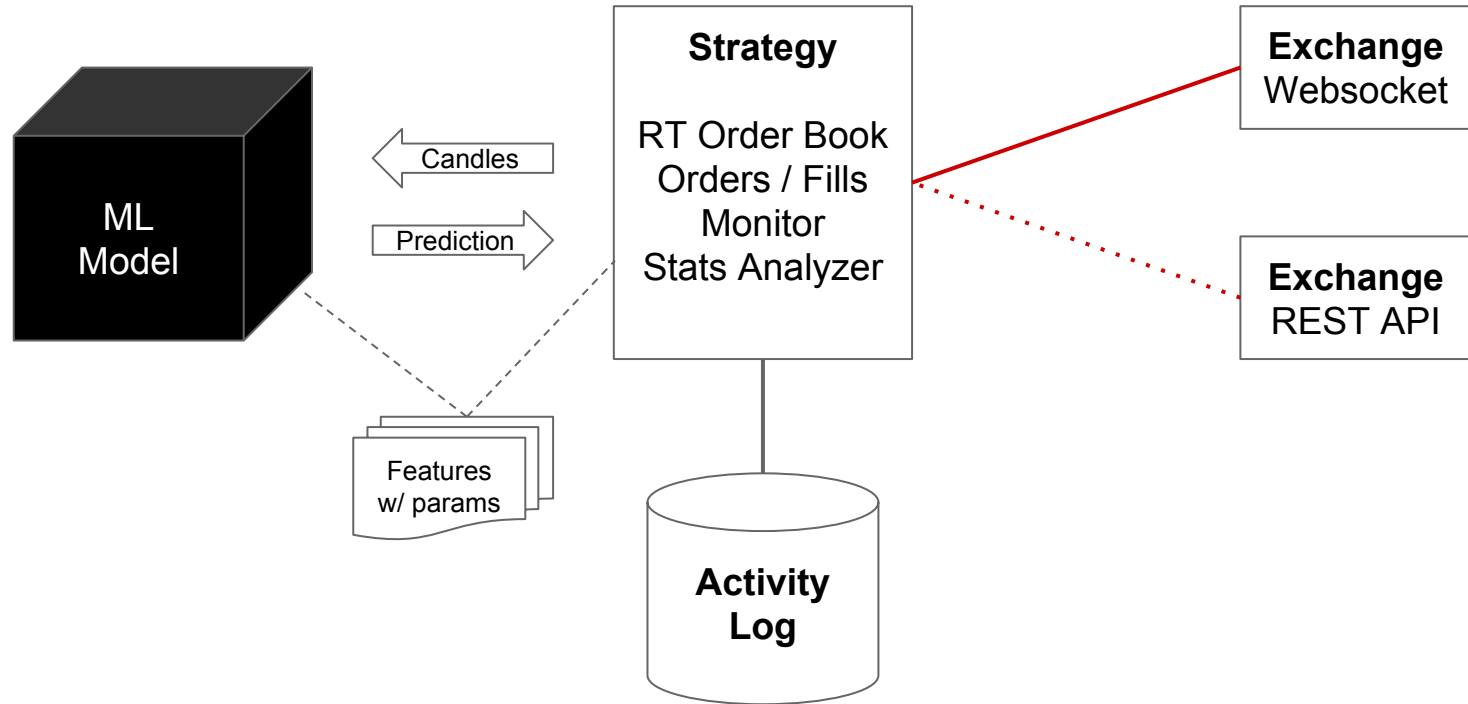 ML
Model
Candles
Prediction
Features
w/ params
Strategy
RT Order Book
Orders / Fills
Monitor
Stats Analyzer
Activity
Log
Exchange
Websocket
Exchange
REST API